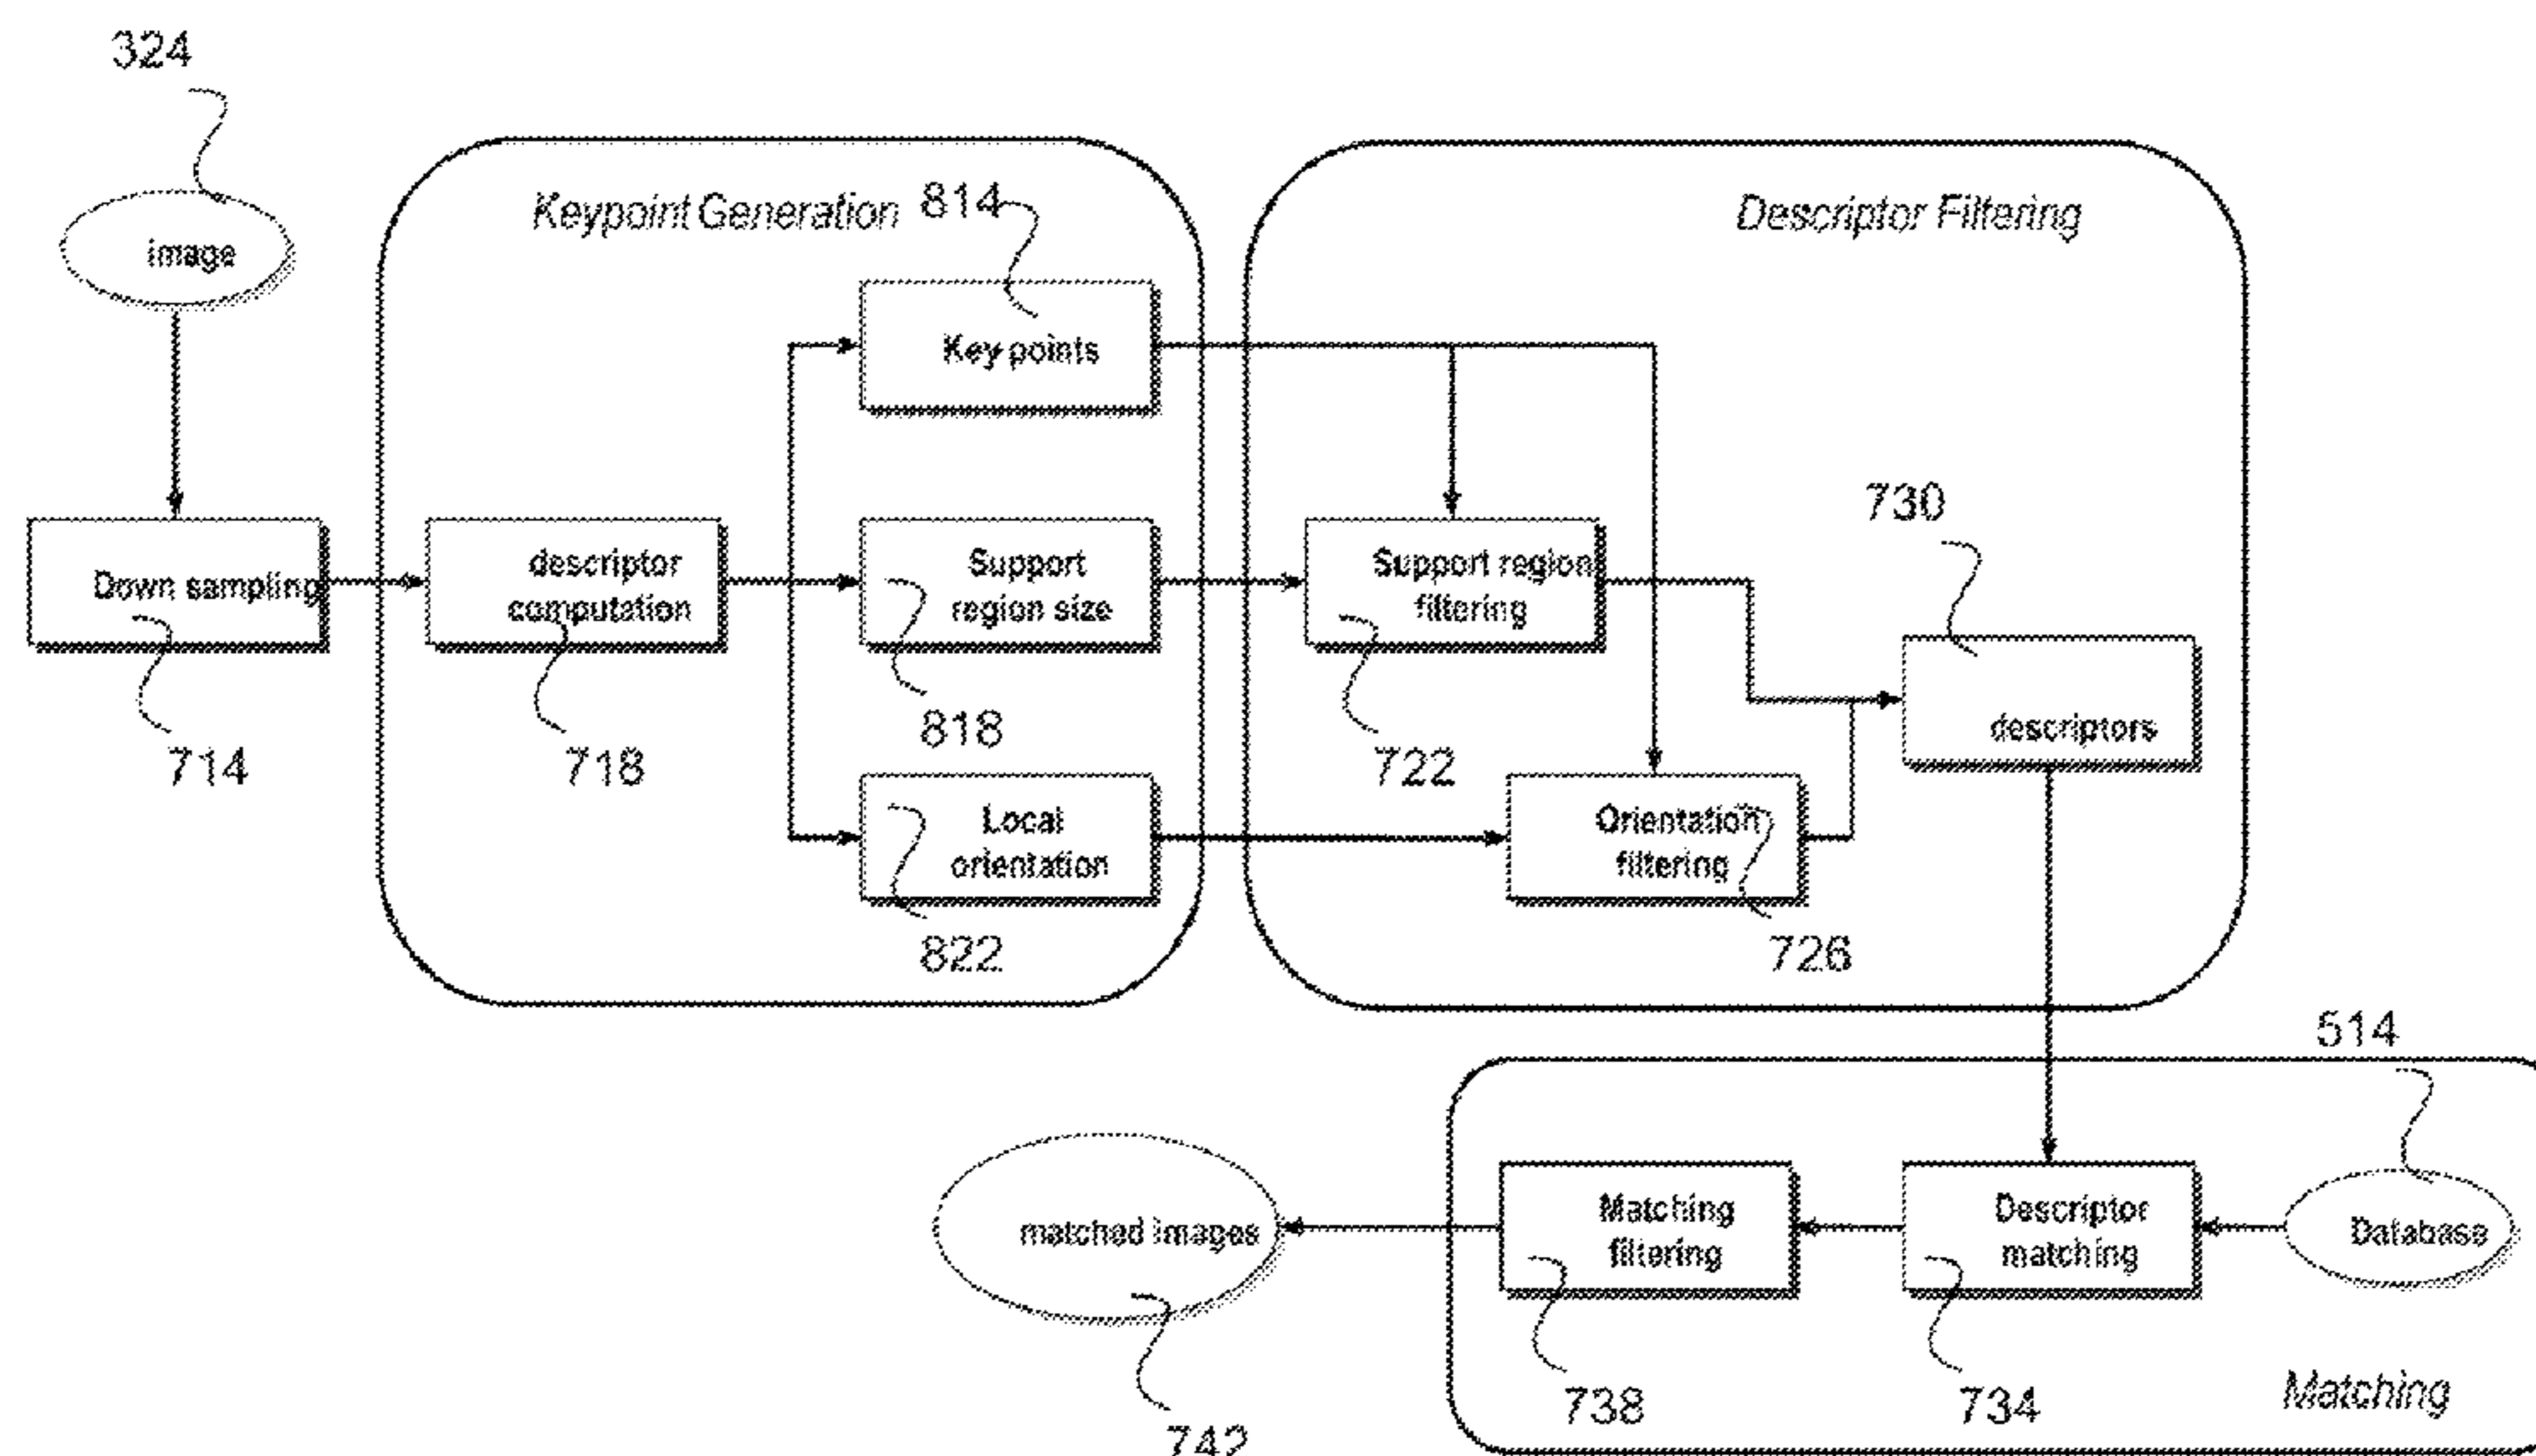 324
image
Keypoint Generation
814
Descriptor Filtering
Key points
730
Down sampling
descriptor
computation
Support
region size
Support region
filtering
714
718
818
722
descriptors
Local
orientation
Orientation
filtering
822
726
514
matched images
Matching
filtering
Descriptor
matching
Database
738
734
Matching
742